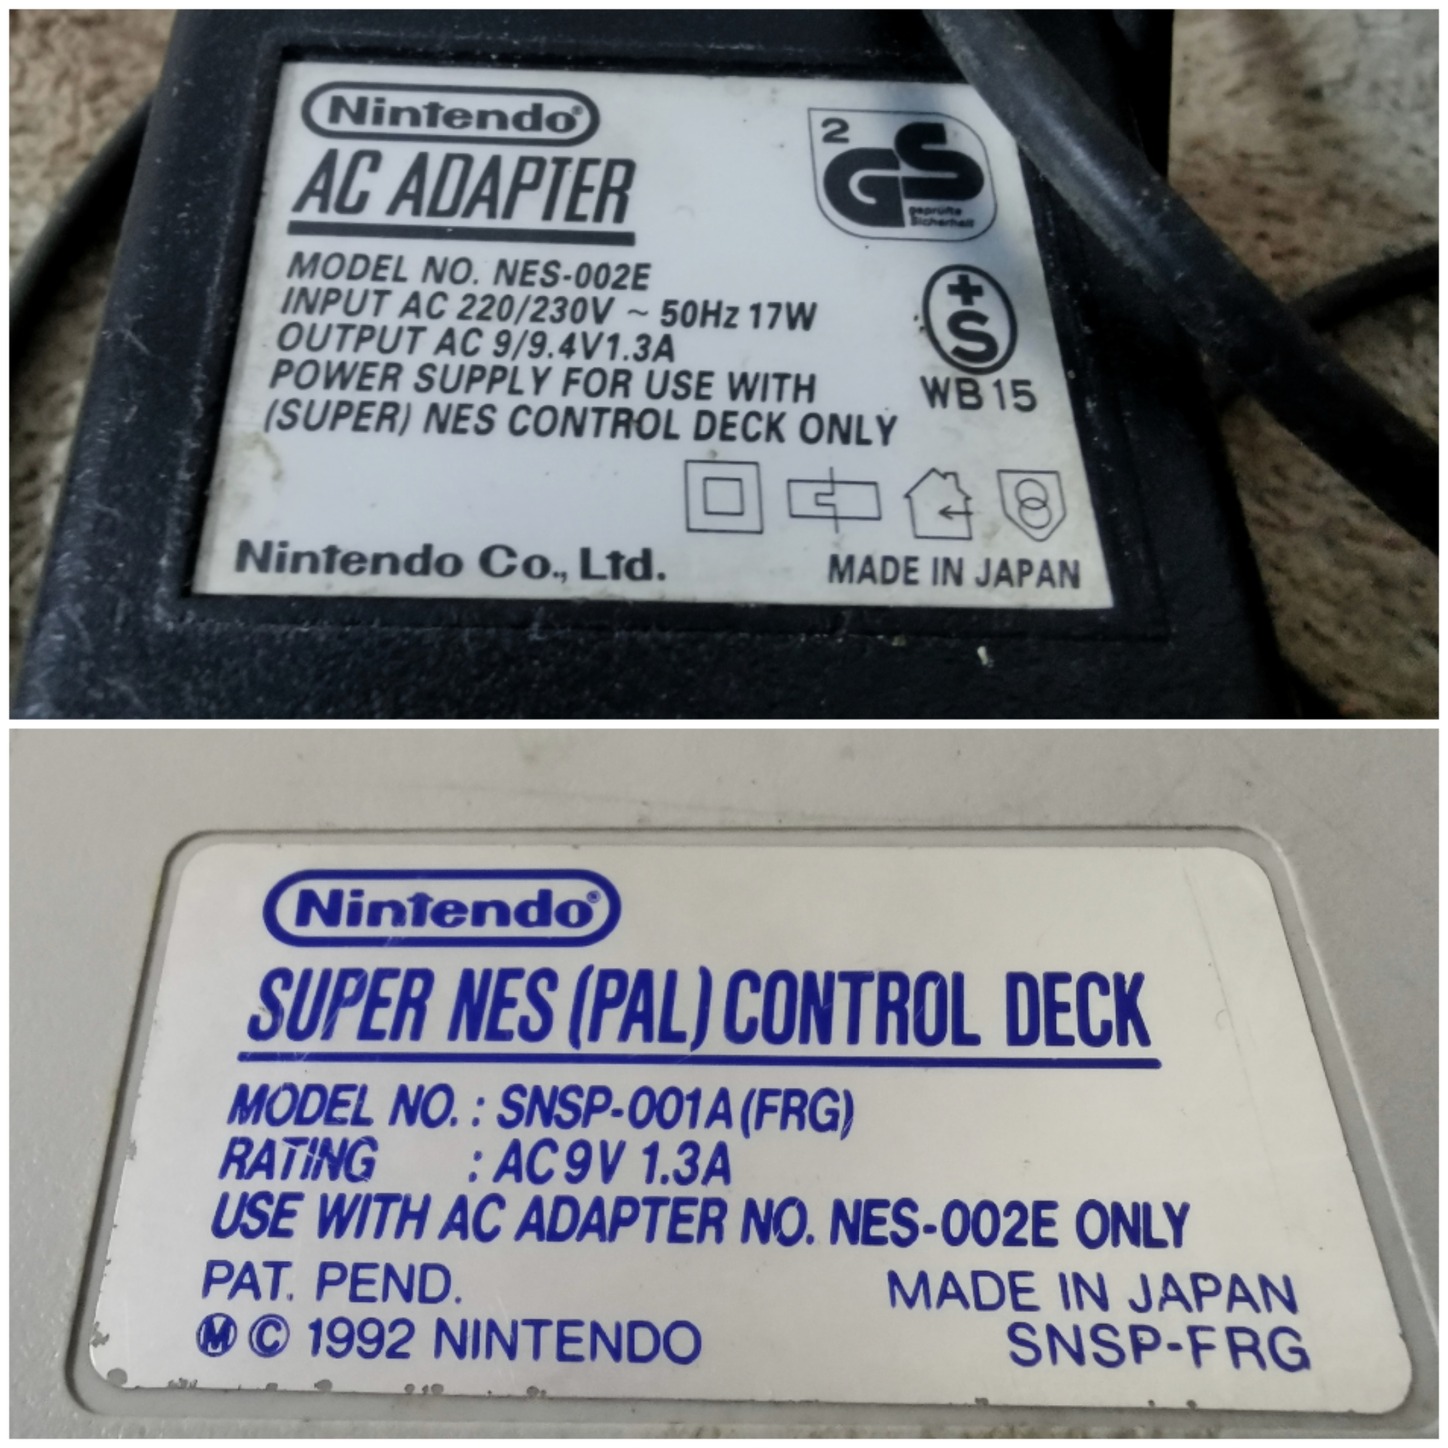 Nintendo®
AC ADAPTER
MODEL NO. NES-002E
INPUT AC 220/230V ~ 50Hz 17W
OUTPUT AC 9/9.4V1.3A
POWER SUPPLY FOR USE WITH
(SUPER) NES CONTROL DECK ONLY
Nintendo Co., Ltd.
2
GS
geprüfte
Sicherheit
+
S
WB15
MADE IN JAPAN
Nintendo®
SUPER NES (PAL) CONTROL DECK
MODEL NO. : SNSP-001A (FRG)
RATING : AC 9V 1.3A
USE WITH AC ADAPTER NO. NES-002E ONLY
PAT. PEND. MADE IN JAPAN
Ⓜ © 1992 NINTENDO SNSP-FRG